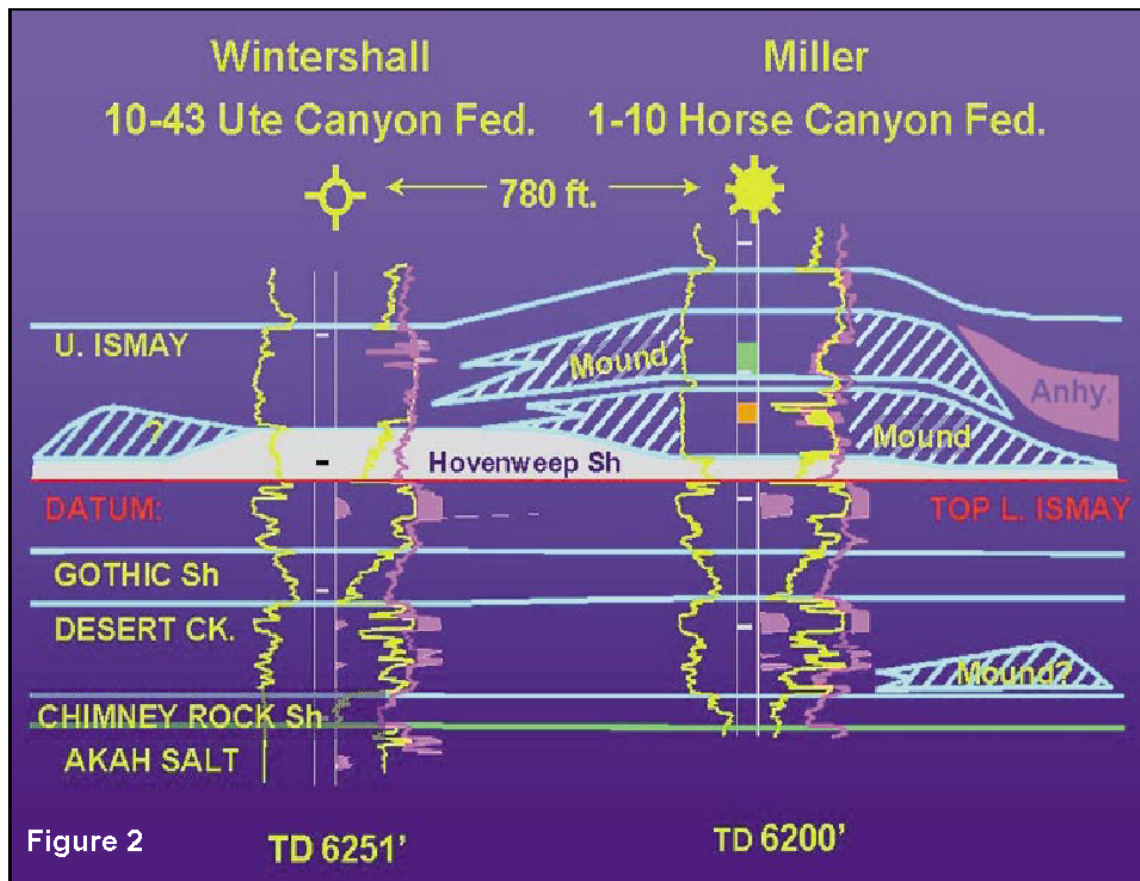 Wintershall
10-43 Ute Canyon Fed.
Miller
1-10 Horse Canyon Fed.
780 ft.
U. ISMAY
Mound
Anhy.
?
Mound
Hovenweep Sh
DATUM:
TOP L. ISMAY
GOTHIC Sh
DESERT CK.
Mound?
CHIMNEY ROCK Sh
AKAH SALT
Figure 2
TD 6251’
TD 6200’